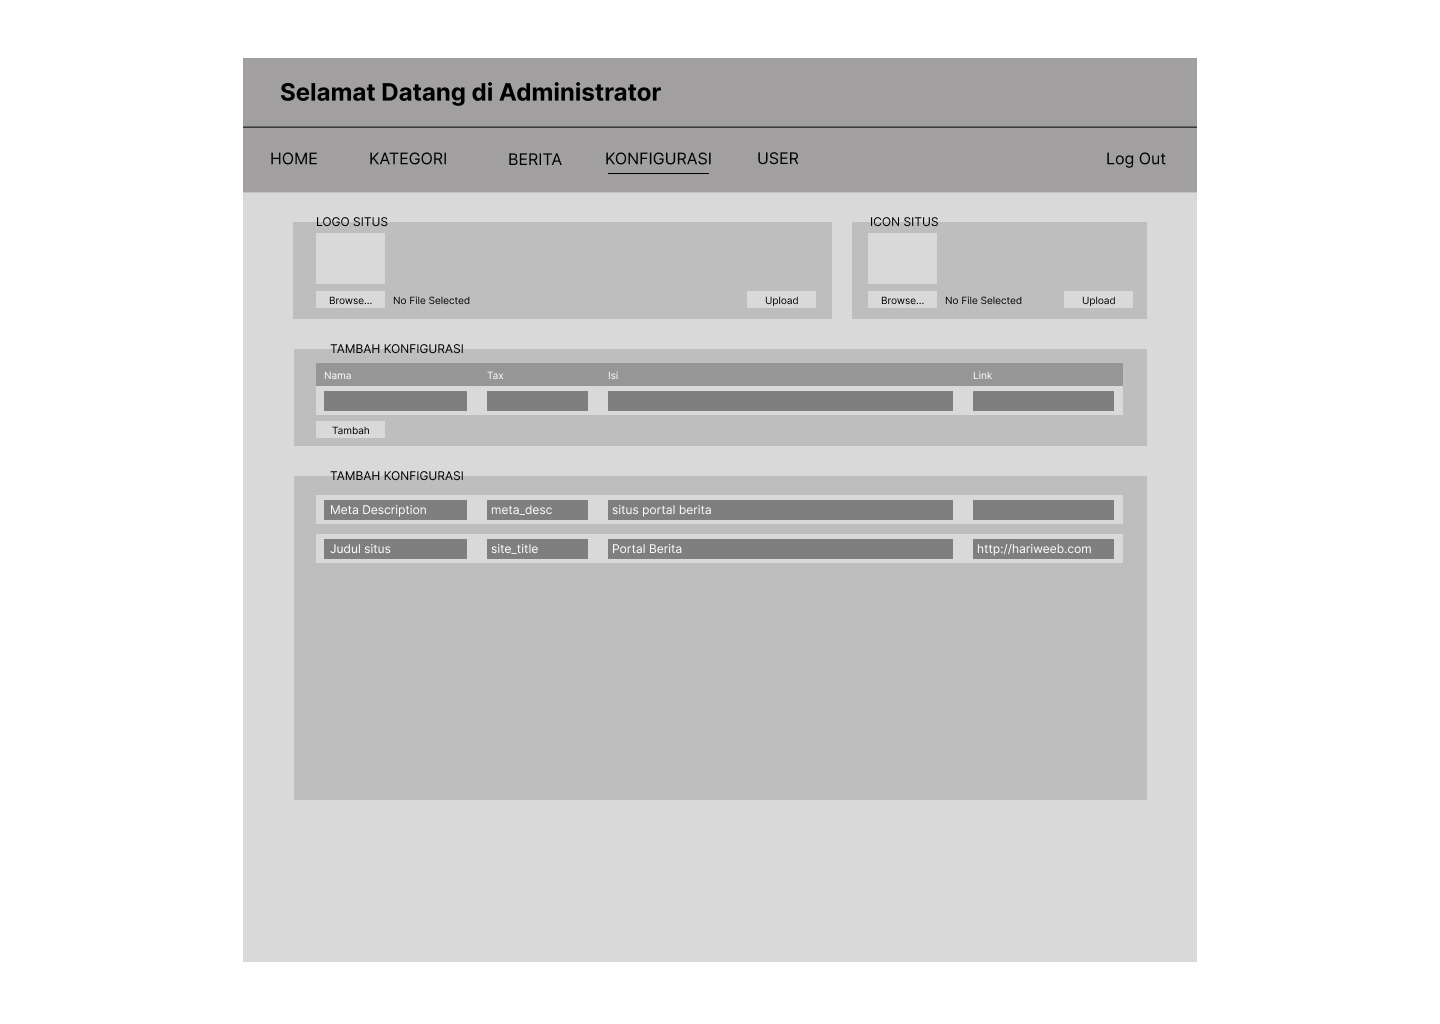 Selamat Datang di Administrator
HOME KATEGORI BERITA KONFIGURASI USER Log Out
LOGO SITUS
Browse... No File Selected Upload
ICON SITUS
Browse... No File Selected Upload
TAMBAH KONFIGURASI
Nama Tax Isi Link
Tambah
TAMBAH KONFIGURASI
Meta Description meta_desc situs portal berita
Judul situs site_title Portal Berita http://hariweeb.com